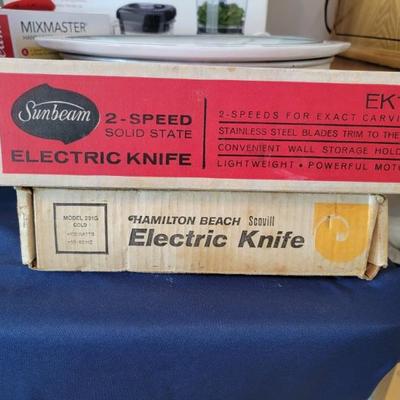 MIXMASTER
Sunbeam
2-SPEED
SOLID STATE
ELECTRIC KNIFE
EK
2-SPEEDS FOR EXACT CARVI
STAINLESS STEEL BLADES TRIM TO THE
CONVENIENT WALL STORAGE HOLD
LIGHTWEIGHT • POWERFUL MOTO
MODEL 291G
GOLD
HAMILTON BEACH Scovill
Electric Knife